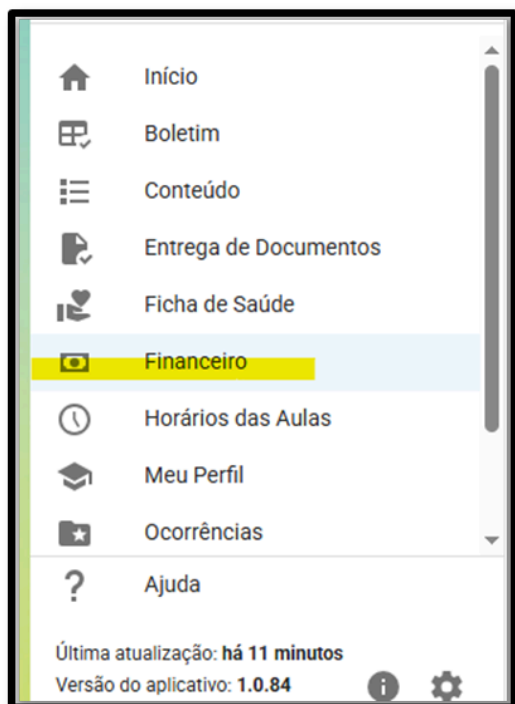 Início
Boletim
Conteúdo
Entrega de Documentos
Ficha de Saúde
Financeiro
Horários das Aulas
Meu Perfil
Ocorrências
Ajuda
Última atualização: há 11 minutos
Versão do aplicativo: 1.0.84